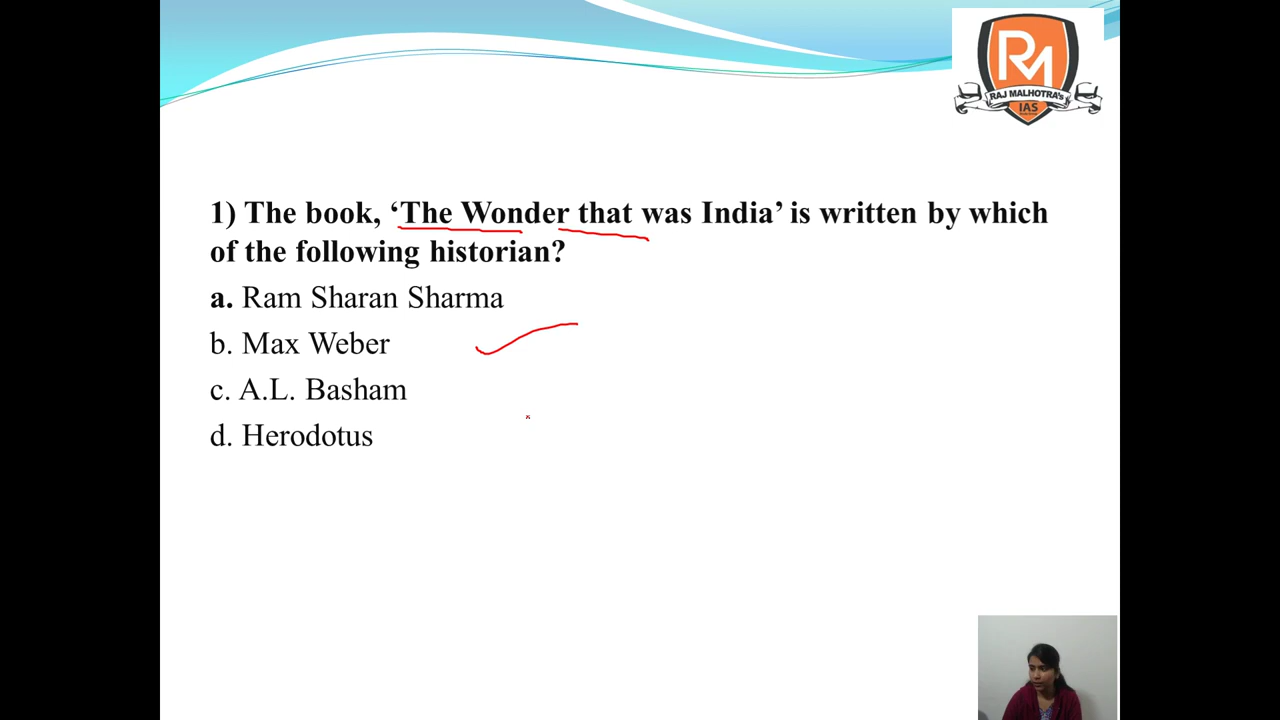 RM
RAJ MALHOTRA's
IAS
1) The book, ‘The Wonder that was India’ is written by which
of the following historian?
a. Ram Sharan Sharma
b. Max Weber
c. A.L. Basham
d. Herodotus